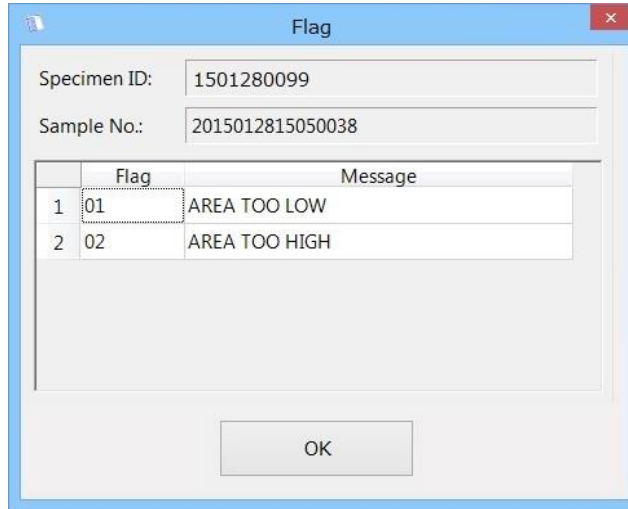 Flag
Specimen ID: 1501280099
Sample No.: 2015012815050038
Flag Message
1 01 AREA TOO LOW
2 02 AREA TOO HIGH
OK